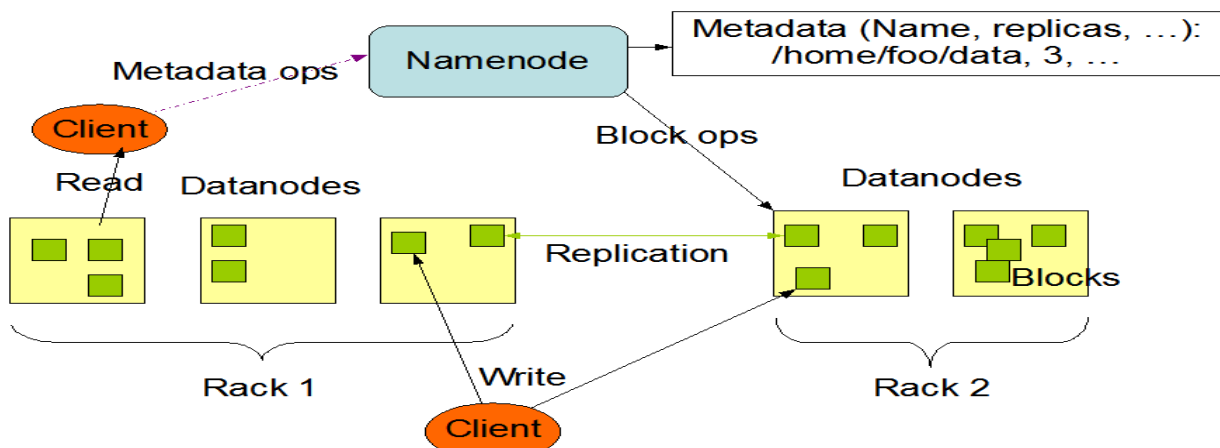 Metadata (Name, replicas, …):
/home/foo/data, 3, …
Namenode
Metadata ops
Client
Block ops
Read
Datanodes
Datanodes
Replication
Blocks
Rack 1
Write
Rack 2
Client